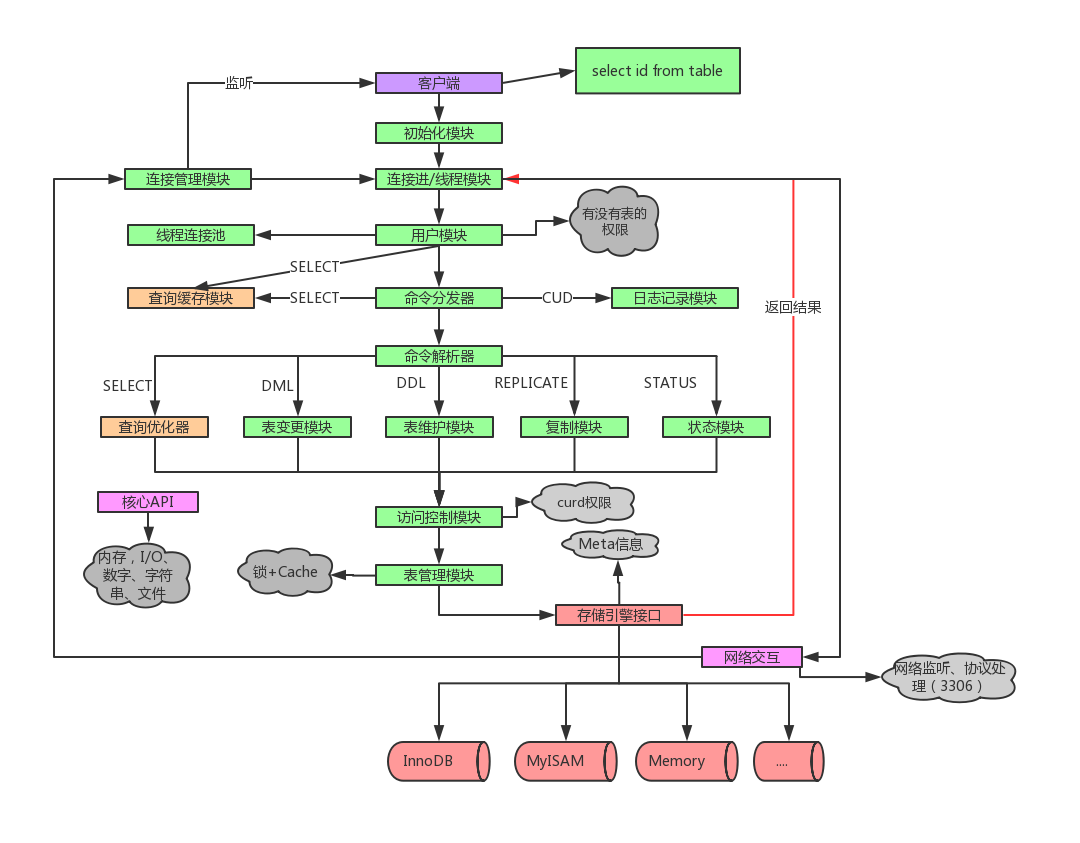 select id from table
监听
客户端
初始化模块
连接管理模块
连接进/线程模块
有没有表的
权限
线程连接池
用户模块
SELECT
查询缓存模块
SELECT
命令分发器
CUD
日志记录模块
返回结果
命令解析器
SELECT
DML
DDL
REPLICATE
STATUS
查询优化器
表变更模块
表维护模块
复制模块
状态模块
核心API
curd权限
访问控制模块
Meta信息
内存，I/O、
数字、字符
串、文件
锁+Cache
表管理模块
存储引擎接口
网络交互
网络监听、协议处
理（3306）
InnoDB
MyISAM
Memory
....